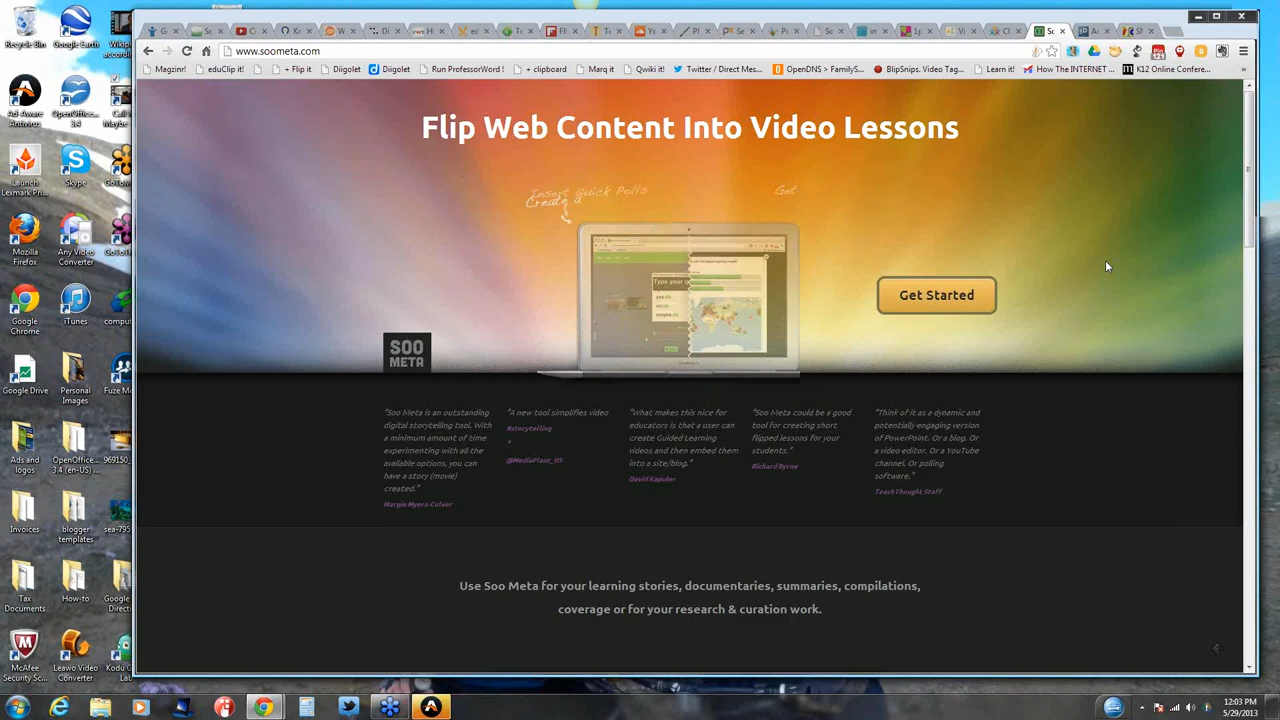 www.soometa.com
Magzinr!
eduClip it!
+ Flip it
Diigolet
Diigolet
Run ProfessorWord !
+ clipboard
Marq it
Qwiki it!
Twitter / Direct Mes...
OpenDNS > FamilyS...
BlipSnips. Video Tag...
Learn it!
How The INTERNET ...
K12 Online Confere...
Flip Web Content Into Video Lessons
Insert Quick Polls
Create a
Get
Get Started
SOO
META
"Soo Meta is an outstanding
digital storytelling tool. With
a minimum amount of time
experimenting with all the
available options, you can
have a story (movie)
created."
Margie Myers-Culver
"A new tool simplifies video
#storytelling
"
@MediaPlant_US
"What makes this nice for
educators is that a user can
create Guided Learning
videos and then embed them
into a site/blog."
David Kapuler
"Soo Meta could be a good
tool for creating short
flipped lessons for your
students."
Richard Byrne
"Think of it as a dynamic and
potentially engaging version
of PowerPoint. Or a blog. Or
a video editor. Or a YouTube
channel. Or polling
software."
TeachThought Staff
Use Soo Meta for your learning stories, documentaries, summaries, compilations,
coverage or for your research & curation work.
Recycle Bin
Google Earth
Ad-Aware
Antivirus
OpenOffice...
3.4
Launch
Lexmark Pri...
Skype
Mozilla
Firefox
Any Video
Converter
Google
Chrome
iTunes
Google Drive
Personal
Images
Ads and
logos
OpenOffice...
3.4 (en-US) ...
Invoices
blogger
templates
Tax
Documents
How-to
McAfee
Security Sc...
Leawo Video
Converter
Kodu G
Lab
12:03 PM
5/29/2013